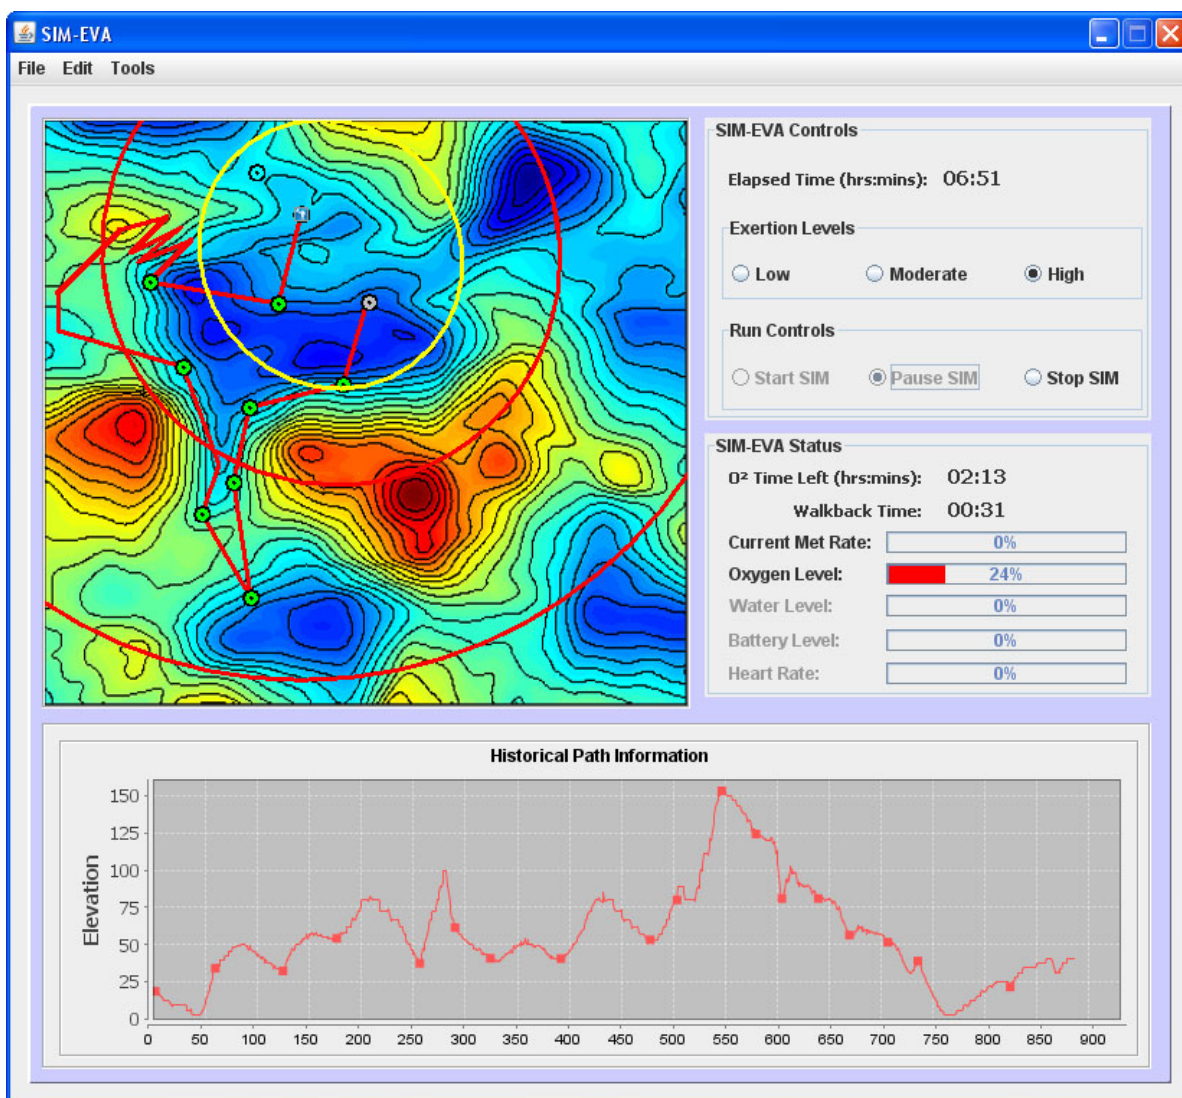 SIM-EVA
File Edit Tools
SIM-EVA Controls
Elapsed Time (hrs:mins): 06:51
Exertion Levels
Low Moderate High
Run Controls
Start SIM Pause SIM Stop SIM
SIM-EVA Status
O² Time Left (hrs:mins): 02:13
Walkback Time: 00:31
Current Met Rate: 0%
Oxygen Level: 24%
Water Level: 0%
Battery Level: 0%
Heart Rate: 0%
Historical Path Information
Elevation
150
125
100
75
50
25
0
0 50 100 150 200 250 300 350 400 450 500 550 600 650 700 750 800 850 900